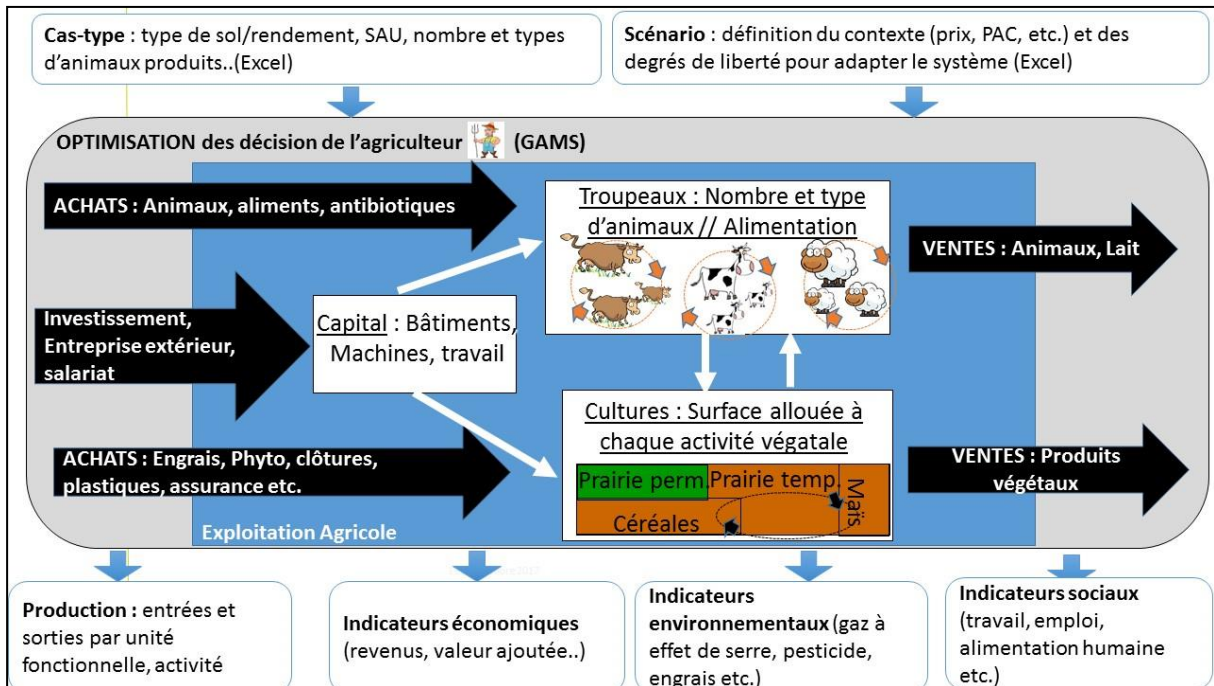 Cas-type : type de sol/rendement, SAU, nombre et types
d’animaux produits..(Excel)
Scénario : définition du contexte (prix, PAC, etc.) et des
degrés de liberté pour adapter le système (Excel)
OPTIMISATION des décision de l’agriculteur (GAMS)
ACHATS : Animaux, aliments, antibiotiques
Troupeaux : Nombre et type
d’animaux // Alimentation
VENTES : Animaux, Lait
Investissement,
Entreprise extérieur,
salariat
Capital : Bâtiments,
Machines, travail
Cultures : Surface allouée à
chaque activité végatale
ACHATS : Engrais, Phyto, clôtures,
plastiques, assurance etc.
Prairie perm.
Prairie temp.
Maïs
Céréales
VENTES : Produits
végétaux
Exploitation Agricole
Production : entrées et
sorties par unité
fonctionnelle, activité
Indicateurs économiques
(revenus, valeur ajoutée..)
Indicateurs
environnementaux (gaz à
effet de serre, pesticide,
engrais etc.)
Indicateurs sociaux
(travail, emploi,
alimentation humaine
etc.)